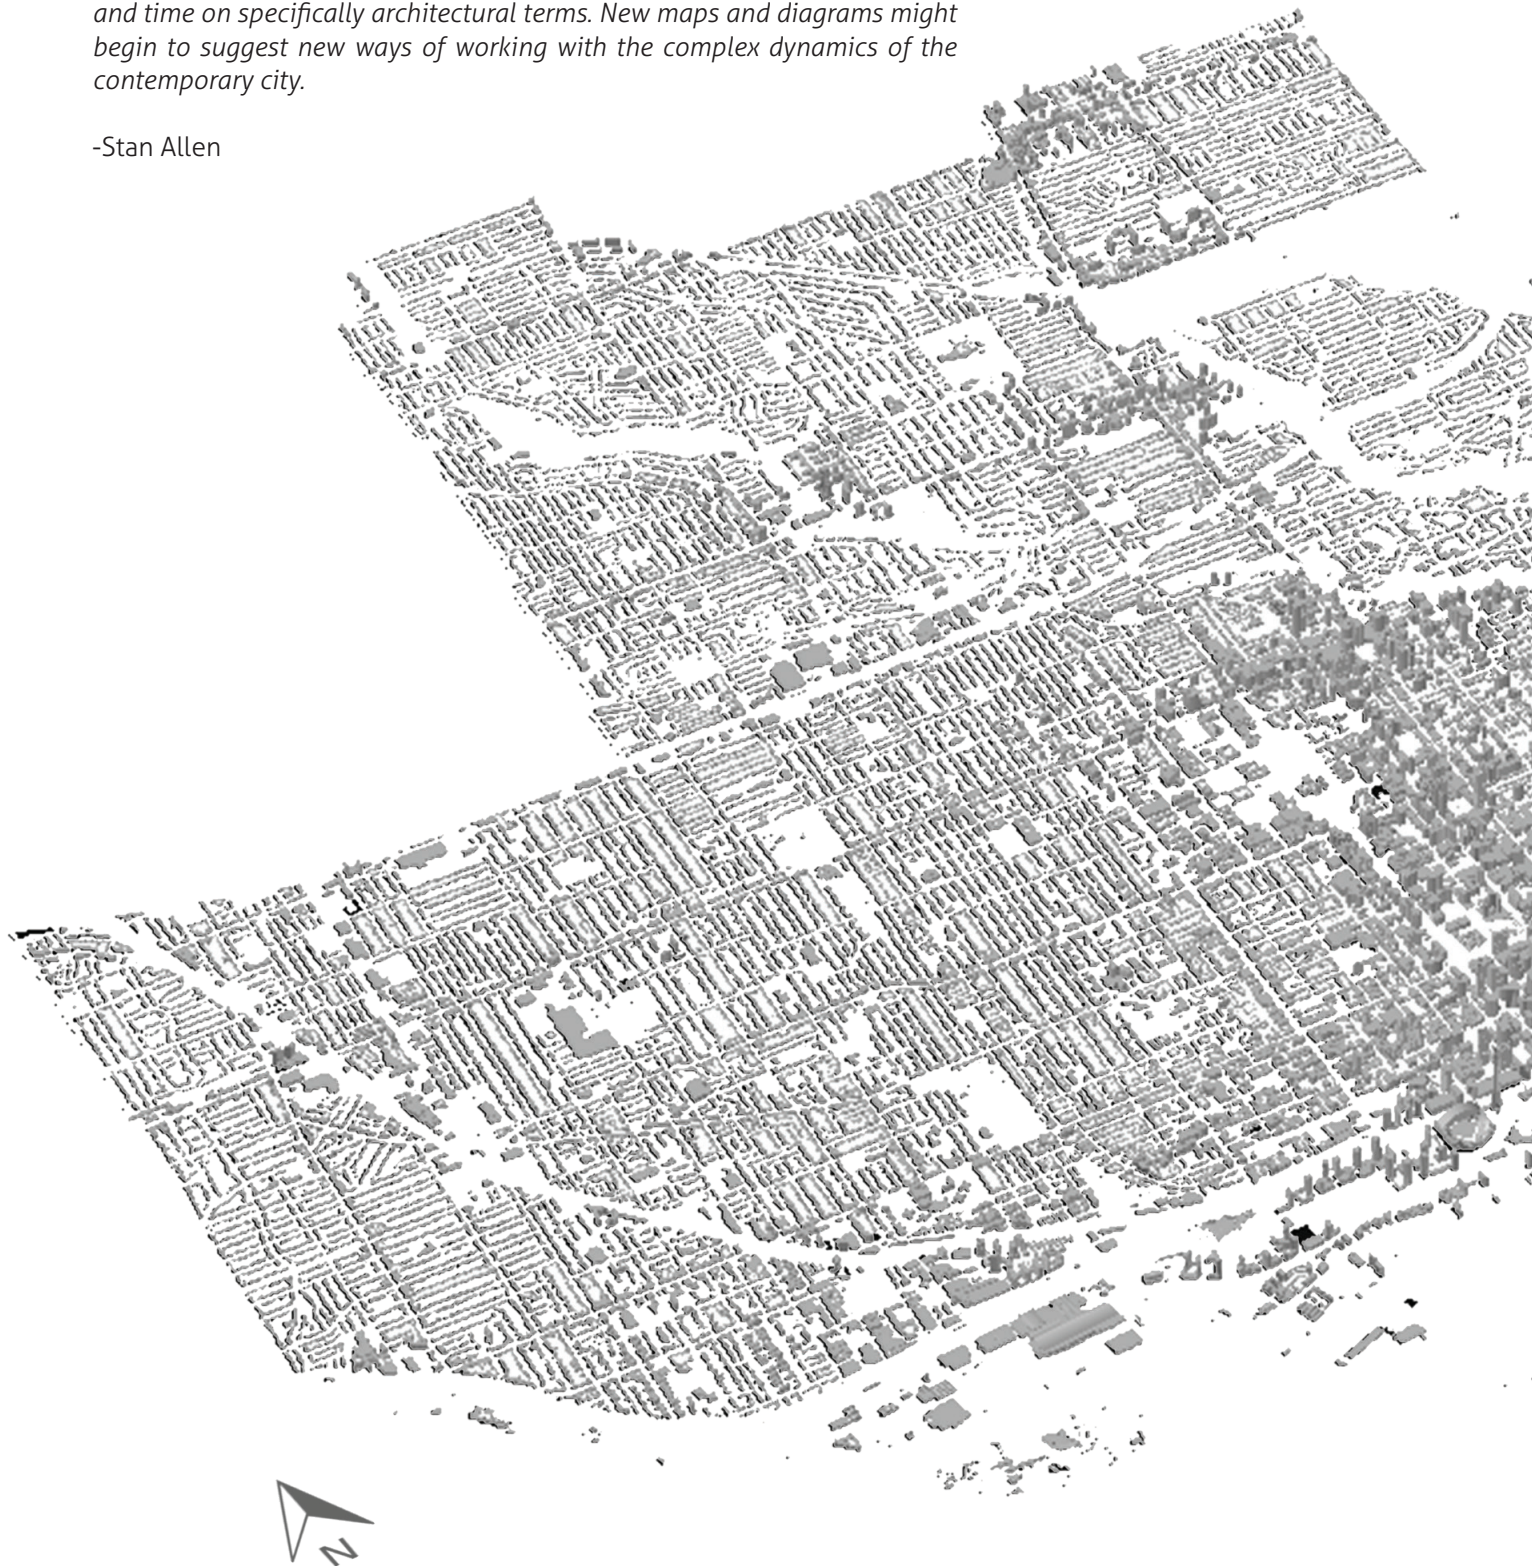 and time on specifically architectural terms. New maps and diagrams might
begin to suggest new ways of working with the complex dynamics of the
contemporary city.
-Stan Allen
N